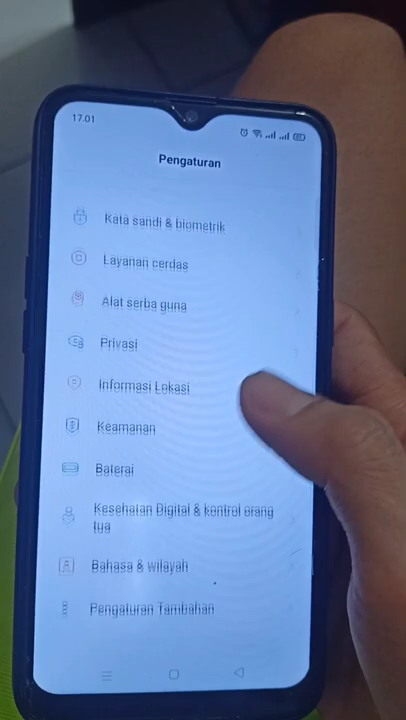 17.01
Pengaturan
Kata sandi & biometrik
Layanan cerdas
Alat serba guna
Privasi
Informasi Lokasi
Keamanan
Baterai
Kesehatan Digital & kontrol orang
tua
Bahasa & wilayah
Pengaturan Tambahan